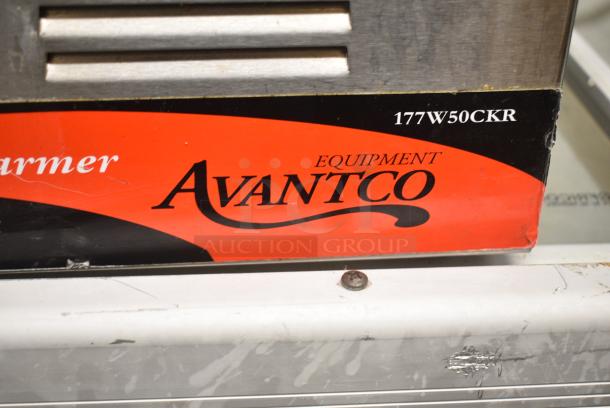 177W50CKR
armer
EQUIPMENT
AVANTCO
AUCTION GROUP